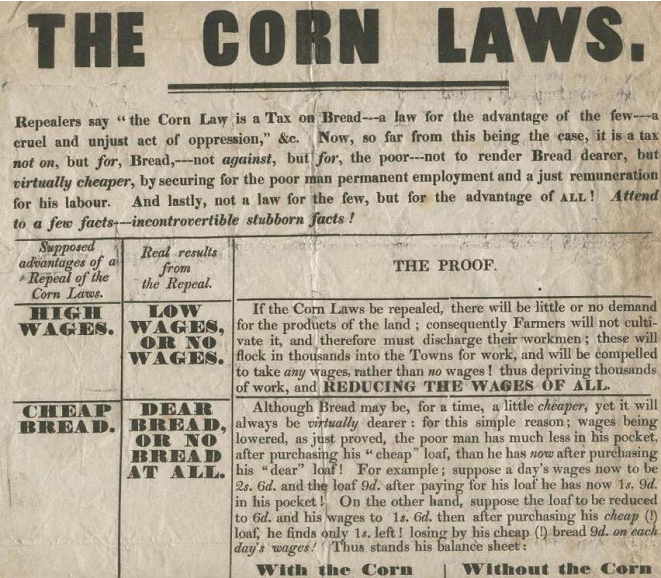 THE CORN LAWS.
Repealers say "the Corn Law is a Tax on Bread---a law for the advantage of the few---a
cruel and unjust act of oppression," &c. Now, so far from this being the case, it is a tax
not on, but for, Bread,---not against, but for, the poor---not to render Bread dearer, but
virtually cheaper, by securing for the poor man permanent employment and a just remuneration
for his labour. And lastly, not a law for the few, but for the advantage of ALL! Attend
to a few facts---incontrovertible stubborn facts!
Supposed
advantages of a
Repeal of the
Corn Laws.
Real results
from
the Repeal.
THE PROOF.
HIGH
WAGES.
LOW
WAGES,
OR NO
WAGES.
If the Corn Laws be repealed, there will be little or no demand
for the products of the land; consequently Farmers will not culti-
vate it, and therefore must discharge their workmen; these will
flock in thousands into the Towns for work, and will be compelled
to take any wages, rather than no wages! thus depriving thousands
of work, and REDUCING THE WAGES OF ALL.
CHEAP
BREAD.
DEAR
BREAD,
OR NO
BREAD
AT ALL.
Although Bread may be, for a time, a little cheaper, yet it will
always be virtually dearer: for this simple reason; wages being
lowered, as just proved, the poor man has much less in his pocket,
after purchasing his "cheap" loaf, than he has now after purchasing
his "dear" loaf! For example; suppose a day's wages now to be
2s. 6d. and the loaf 9d. after paying for his loaf he has now 1s. 9d.
in his pocket! On the other hand, suppose the loaf to be reduced
to 6d. and his wages to 1s. 6d. then after purchasing his cheap (!)
loaf, he finds only 1s. left! losing by his cheap (!) bread 9d. on each
day's wages! Thus stands his balance sheet:
With the Corn | Without the Corn